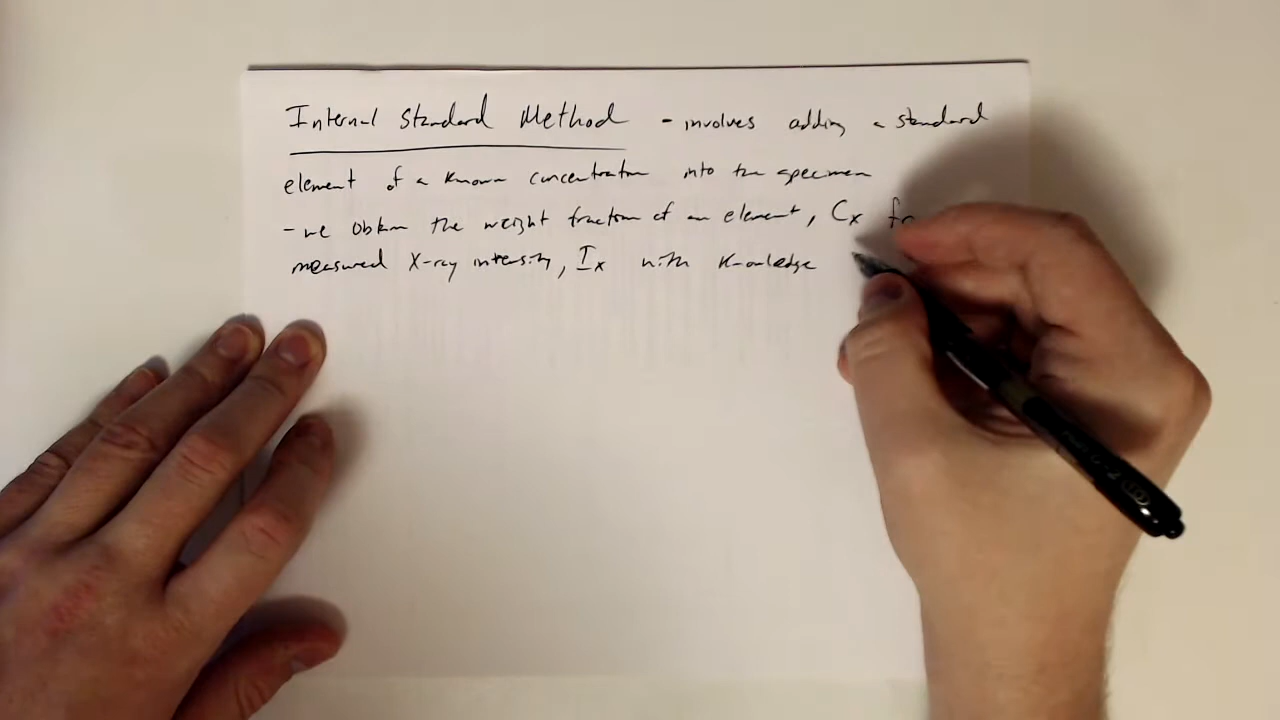 Internal Standard Method - involves adding a standard
element of a known concentration into the specimen
- we obtain the weight fraction of an element, Cx
measured X-ray intensity, Ix with knowledge